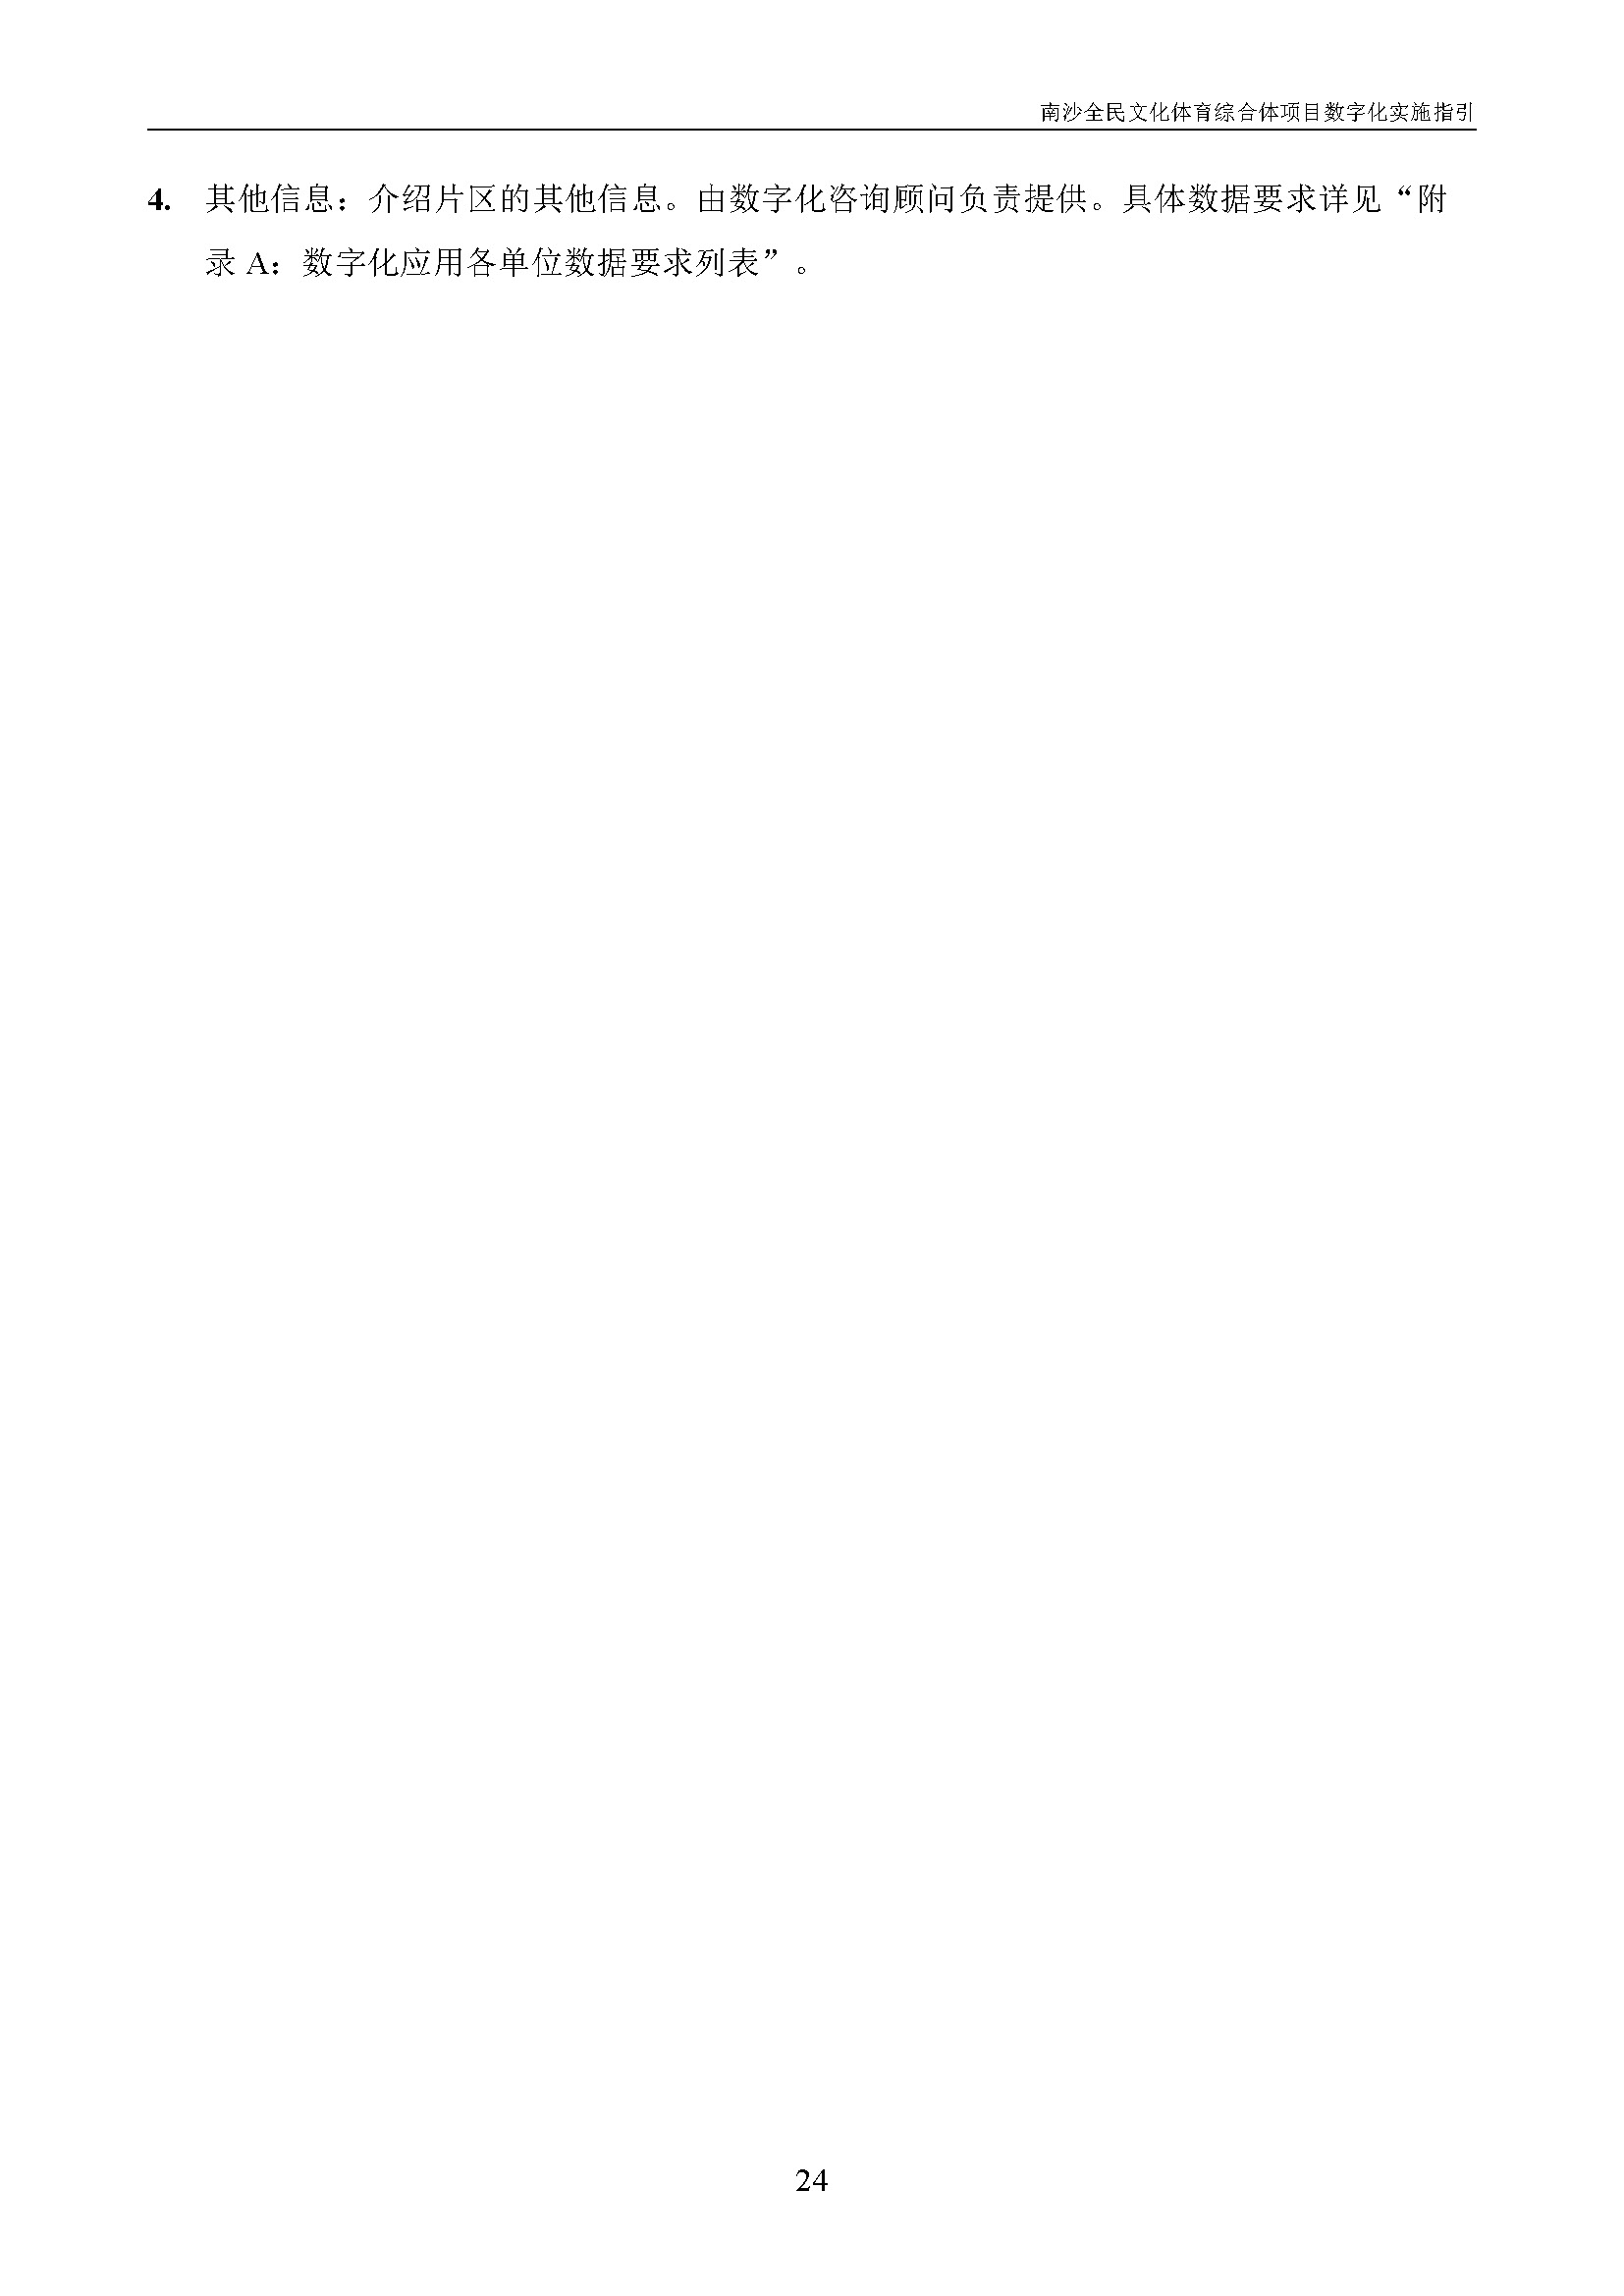 南沙全民文化体育综合体项目数字化实施指引
4. 其他信息：介绍片区的其他信息。由数字化咨询顾问负责提供。具体数据要求详见“附
录 A：数字化应用各单位数据要求列表”。
24